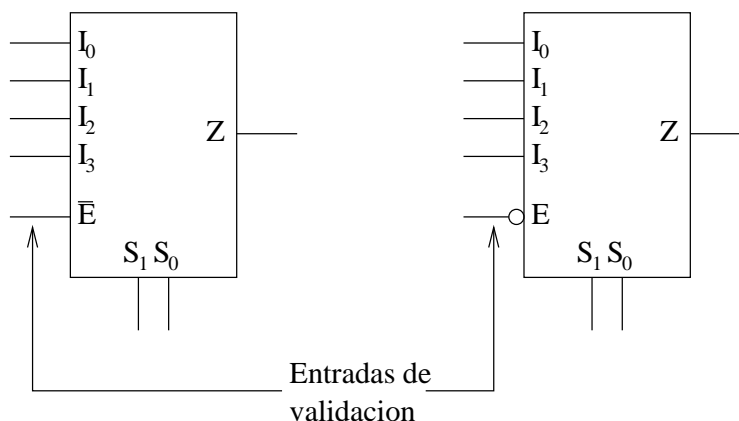 I0
I1
I2
I3
Z
E̅
S1 S0
I0
I1
I2
I3
Z
E
S1 S0
Entradas de
validacion